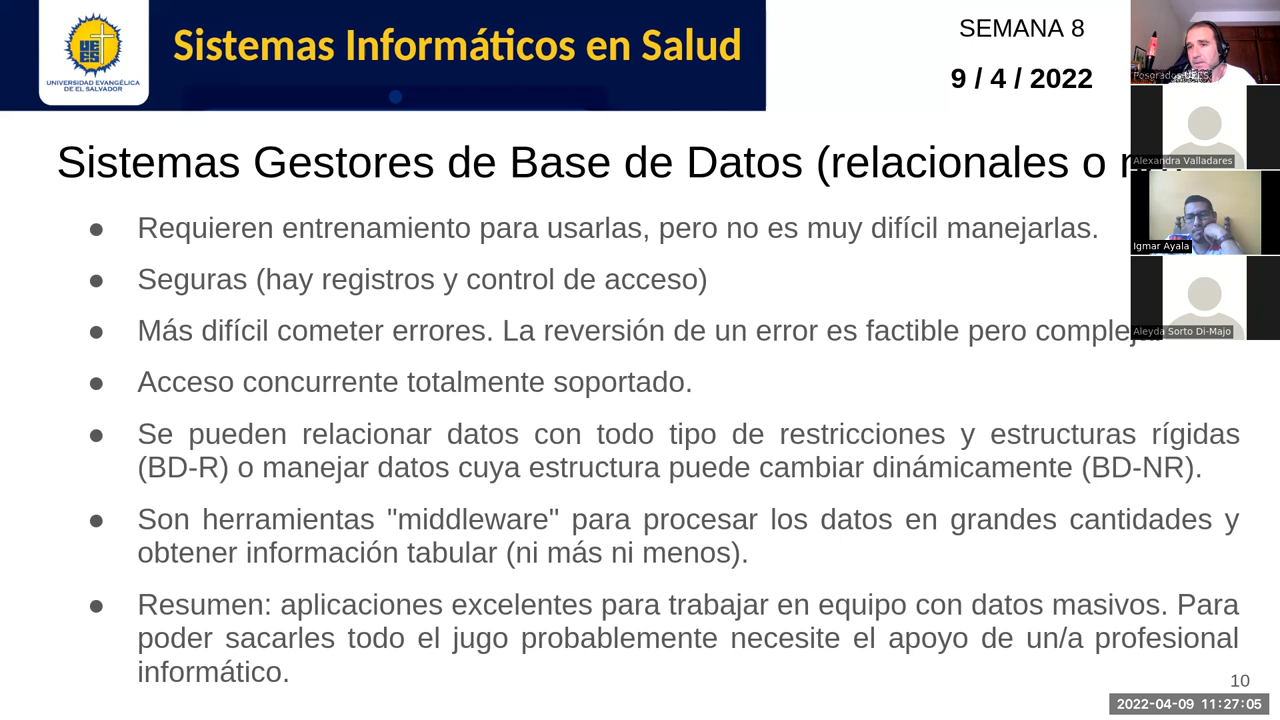 UEES
UNIVERSIDAD EVANGÉLICA
DE EL SALVADOR
Sistemas Informáticos en Salud
SEMANA 8
9 / 4 / 2022
Posgrados UEES
Alexandra Valladares
Igmar Ayala
Aleyda Sorto Di-Majo
Sistemas Gestores de Base de Datos (relacionales o
● Requieren entrenamiento para usarlas, pero no es muy difícil manejarlas.
● Seguras (hay registros y control de acceso)
● Más difícil cometer errores. La reversión de un error es factible pero
● Acceso concurrente totalmente soportado.
● Se pueden relacionar datos con todo tipo de restricciones y estructuras rígidas
(BD-R) o manejar datos cuya estructura puede cambiar dinámicamente (BD-NR).
● Son herramientas "middleware" para procesar los datos en grandes cantidades y
obtener información tabular (ni más ni menos).
● Resumen: aplicaciones excelentes para trabajar en equipo con datos masivos. Para
poder sacarles todo el jugo probablemente necesite el apoyo de un/a profesional
informático.
10
2022-04-09 11:27:05